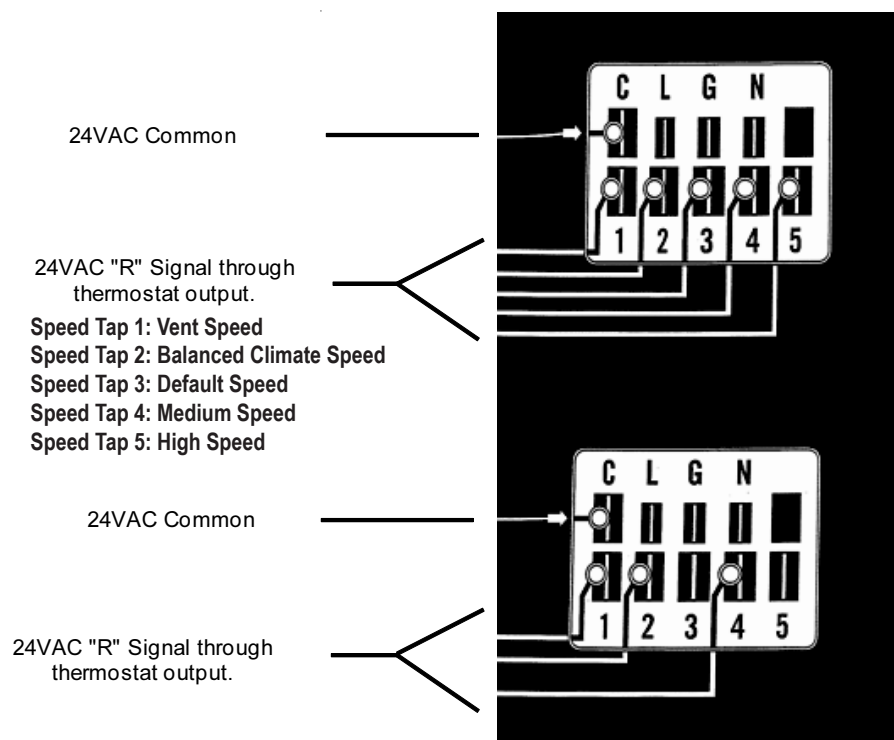 C L G N
24VAC Common
1 2 3 4 5
24VAC "R" Signal through
thermostat output.
Speed Tap 1: Vent Speed
Speed Tap 2: Balanced Climate Speed
Speed Tap 3: Default Speed
Speed Tap 4: Medium Speed
Speed Tap 5: High Speed
C L G N
24VAC Common
1 2 3 4 5
24VAC "R" Signal through
thermostat output.